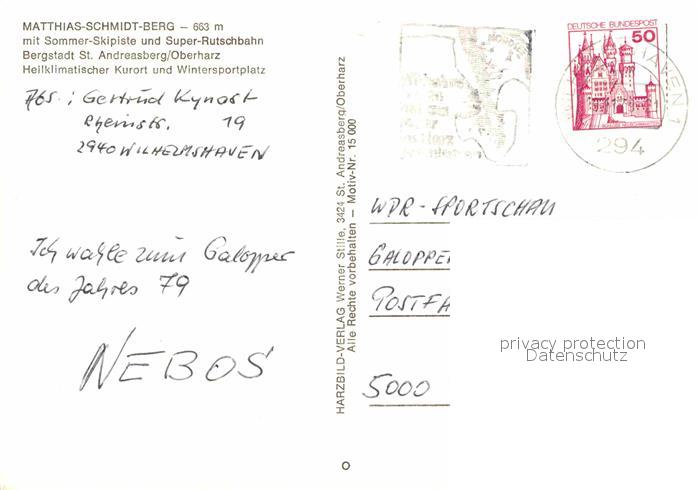 MATTHIAS-SCHMIDT-BERG — 663 m
mit Sommer-Skipiste und Super-Rutschbahn
Bergstadt St. Andreasberg/Oberharz
Heilklimatischer Kurort und Wintersportplatz
Abs.: Gertrud Kynast
Rheinstr. 19
2940 WILHELMSHAVEN
Ich wähle zum Galopper
des Jahres 79
NEBOS
HARZBILD-VERLAG Werner Stille, 3424 St. Andreasberg/Oberharz
Alle Rechte vorbehalten — Motiv-Nr. 15 000
DEUTSCHE BUNDESPOST
50
294
WDR-SPORTSCHAU
GALOPPER
POSTFA
5000
privacy protection
Datenschutz